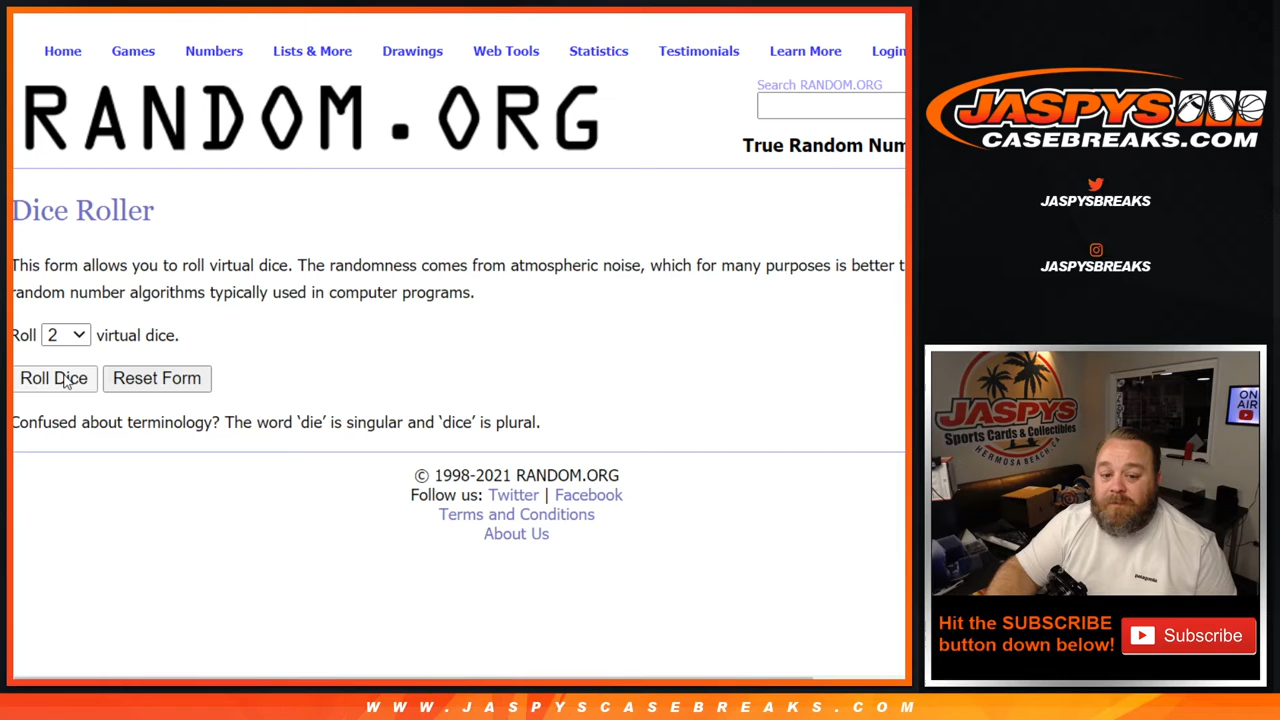 Home Games Numbers Lists & More Drawings Web Tools Statistics Testimonials Learn More Login
RANDOM.ORG
Search RANDOM.ORG
True Random Num
Dice Roller
This form allows you to roll virtual dice. The randomness comes from atmospheric noise, which for many purposes is better t
random number algorithms typically used in computer programs.
Roll 2 virtual dice.
Roll Dice Reset Form
Confused about terminology? The word ‘die’ is singular and ‘dice’ is plural.
© 1998-2021 RANDOM.ORG
Follow us: Twitter | Facebook
Terms and Conditions
About Us
JASPYS
CASEBREAKS.COM
JASPYSBREAKS
JASPYSBREAKS
JASPYS
Sports Cards & Collectibles
HERMOSA BEACH, CA
ON
AIR
patagonia
Hit the SUBSCRIBE
button down below!
Subscribe
WWW.JASPYSCASEBREAKS.COM